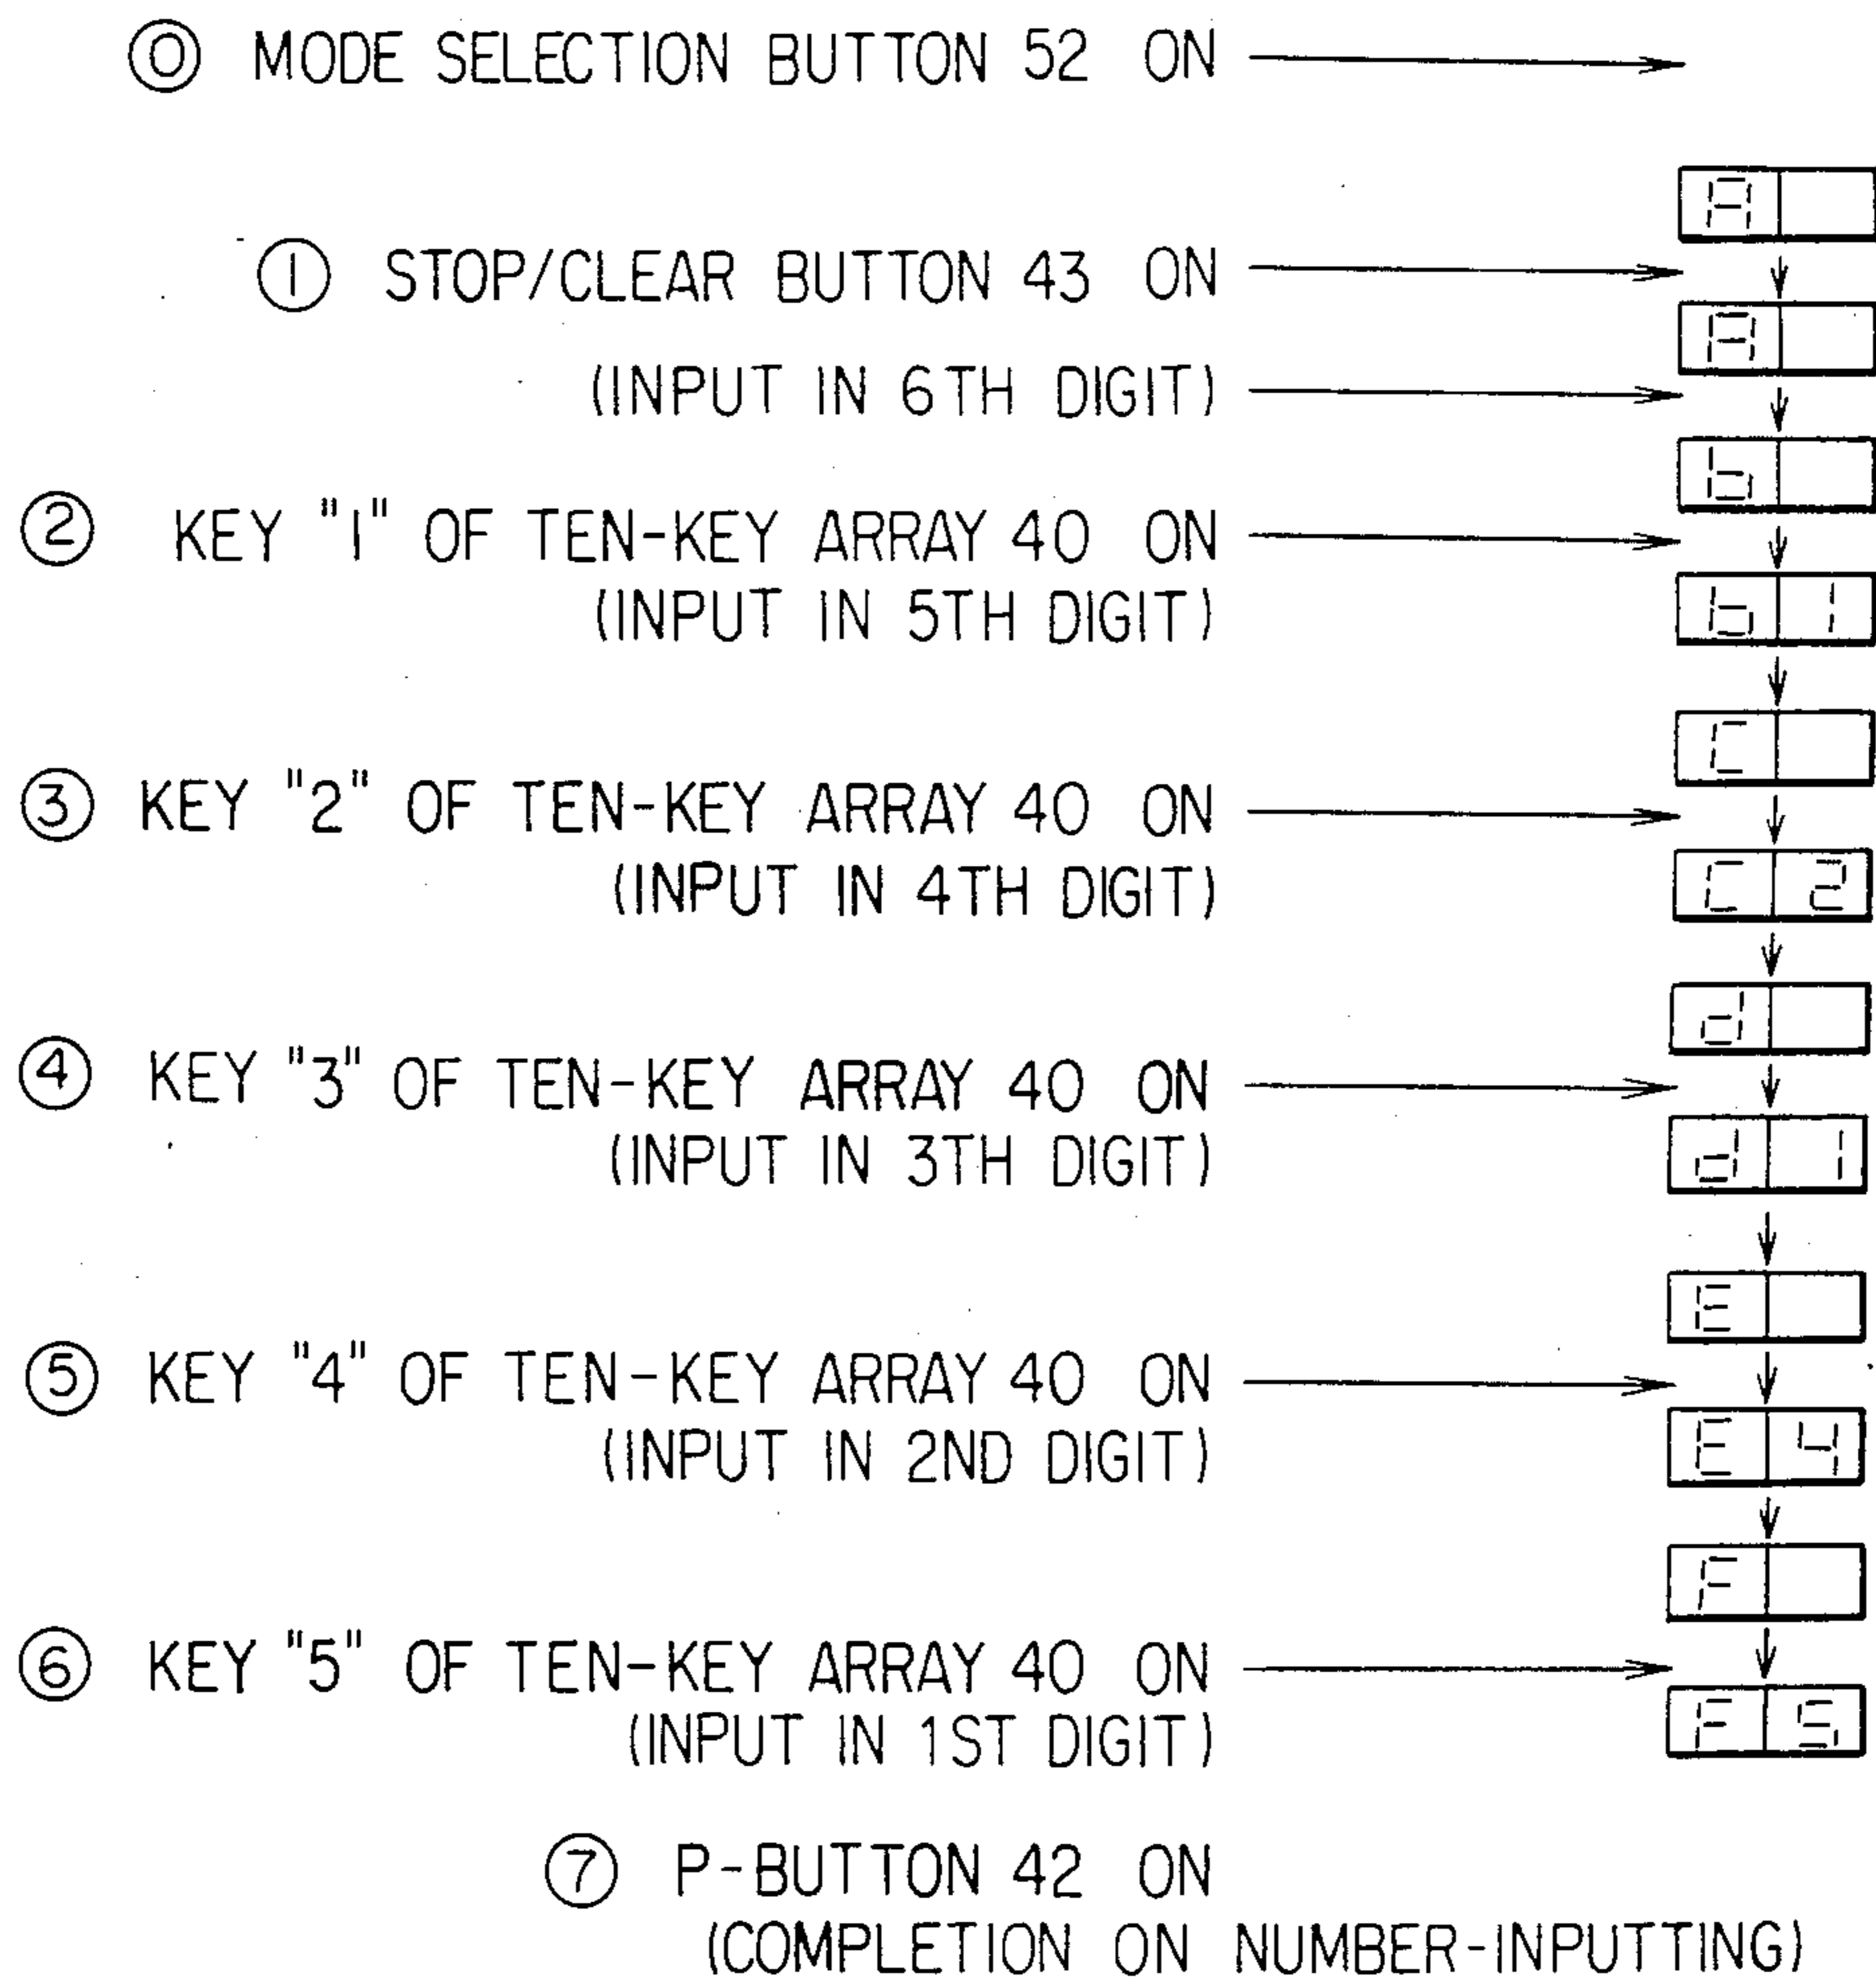 ⓪ MODE SELECTION BUTTON 52 ON
A
① STOP/CLEAR BUTTON 43 ON
A
(INPUT IN 6TH DIGIT)
b
② KEY "1" OF TEN-KEY ARRAY 40 ON
(INPUT IN 5TH DIGIT)
b 1
C
③ KEY "2" OF TEN-KEY ARRAY 40 ON
(INPUT IN 4TH DIGIT)
C 2
d
④ KEY "3" OF TEN-KEY ARRAY 40 ON
(INPUT IN 3TH DIGIT)
d 1
E
⑤ KEY "4" OF TEN-KEY ARRAY 40 ON
(INPUT IN 2ND DIGIT)
E 4
F
⑥ KEY "5" OF TEN-KEY ARRAY 40 ON
(INPUT IN 1ST DIGIT)
F 5
⑦ P-BUTTON 42 ON
(COMPLETION ON NUMBER-INPUTTING)